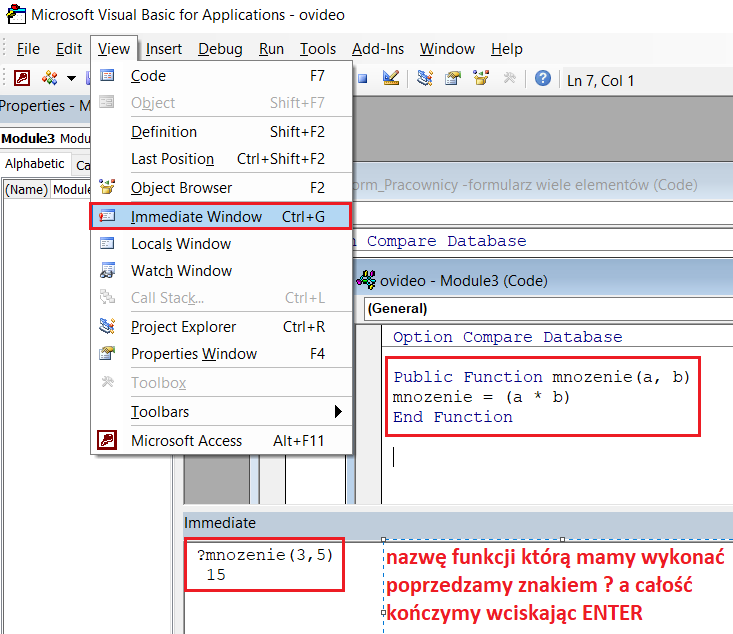 Microsoft Visual Basic for Applications - ovideo
File Edit View Insert Debug Run Tools Add-Ins Window Help
Ln 7, Col 1
Properties - M
Module3 Modu
Alphabetic Ca
(Name) Module
Code F7
Object Shift+F7
Definition Shift+F2
Last Position Ctrl+Shift+F2
Object Browser F2
Immediate Window Ctrl+G
Locals Window
Watch Window
Call Stack... Ctrl+L
Project Explorer Ctrl+R
Properties Window F4
Toolbox
Toolbars
Microsoft Access Alt+F11
orm_Pracownicy -formularz wiele elementów (Code)
Compare Database
ovideo - Module3 (Code)
(General)
Option Compare Database
Public Function mnozenie(a, b)
mnozenie = (a * b)
End Function
Immediate
?mnozenie(3,5)
15
nazwę funkcji którą mamy wykonać
poprzedzamy znakiem ? a całość
kończymy wciskając ENTER